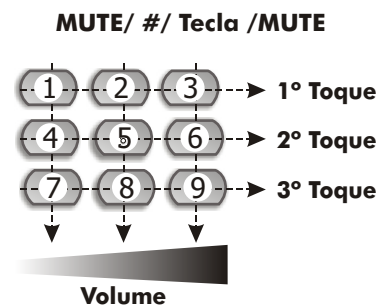 MUTE/ #/ Tecla /MUTE
1 2 3 1º Toque
4 5 6 2º Toque
7 8 9 3º Toque
Volume